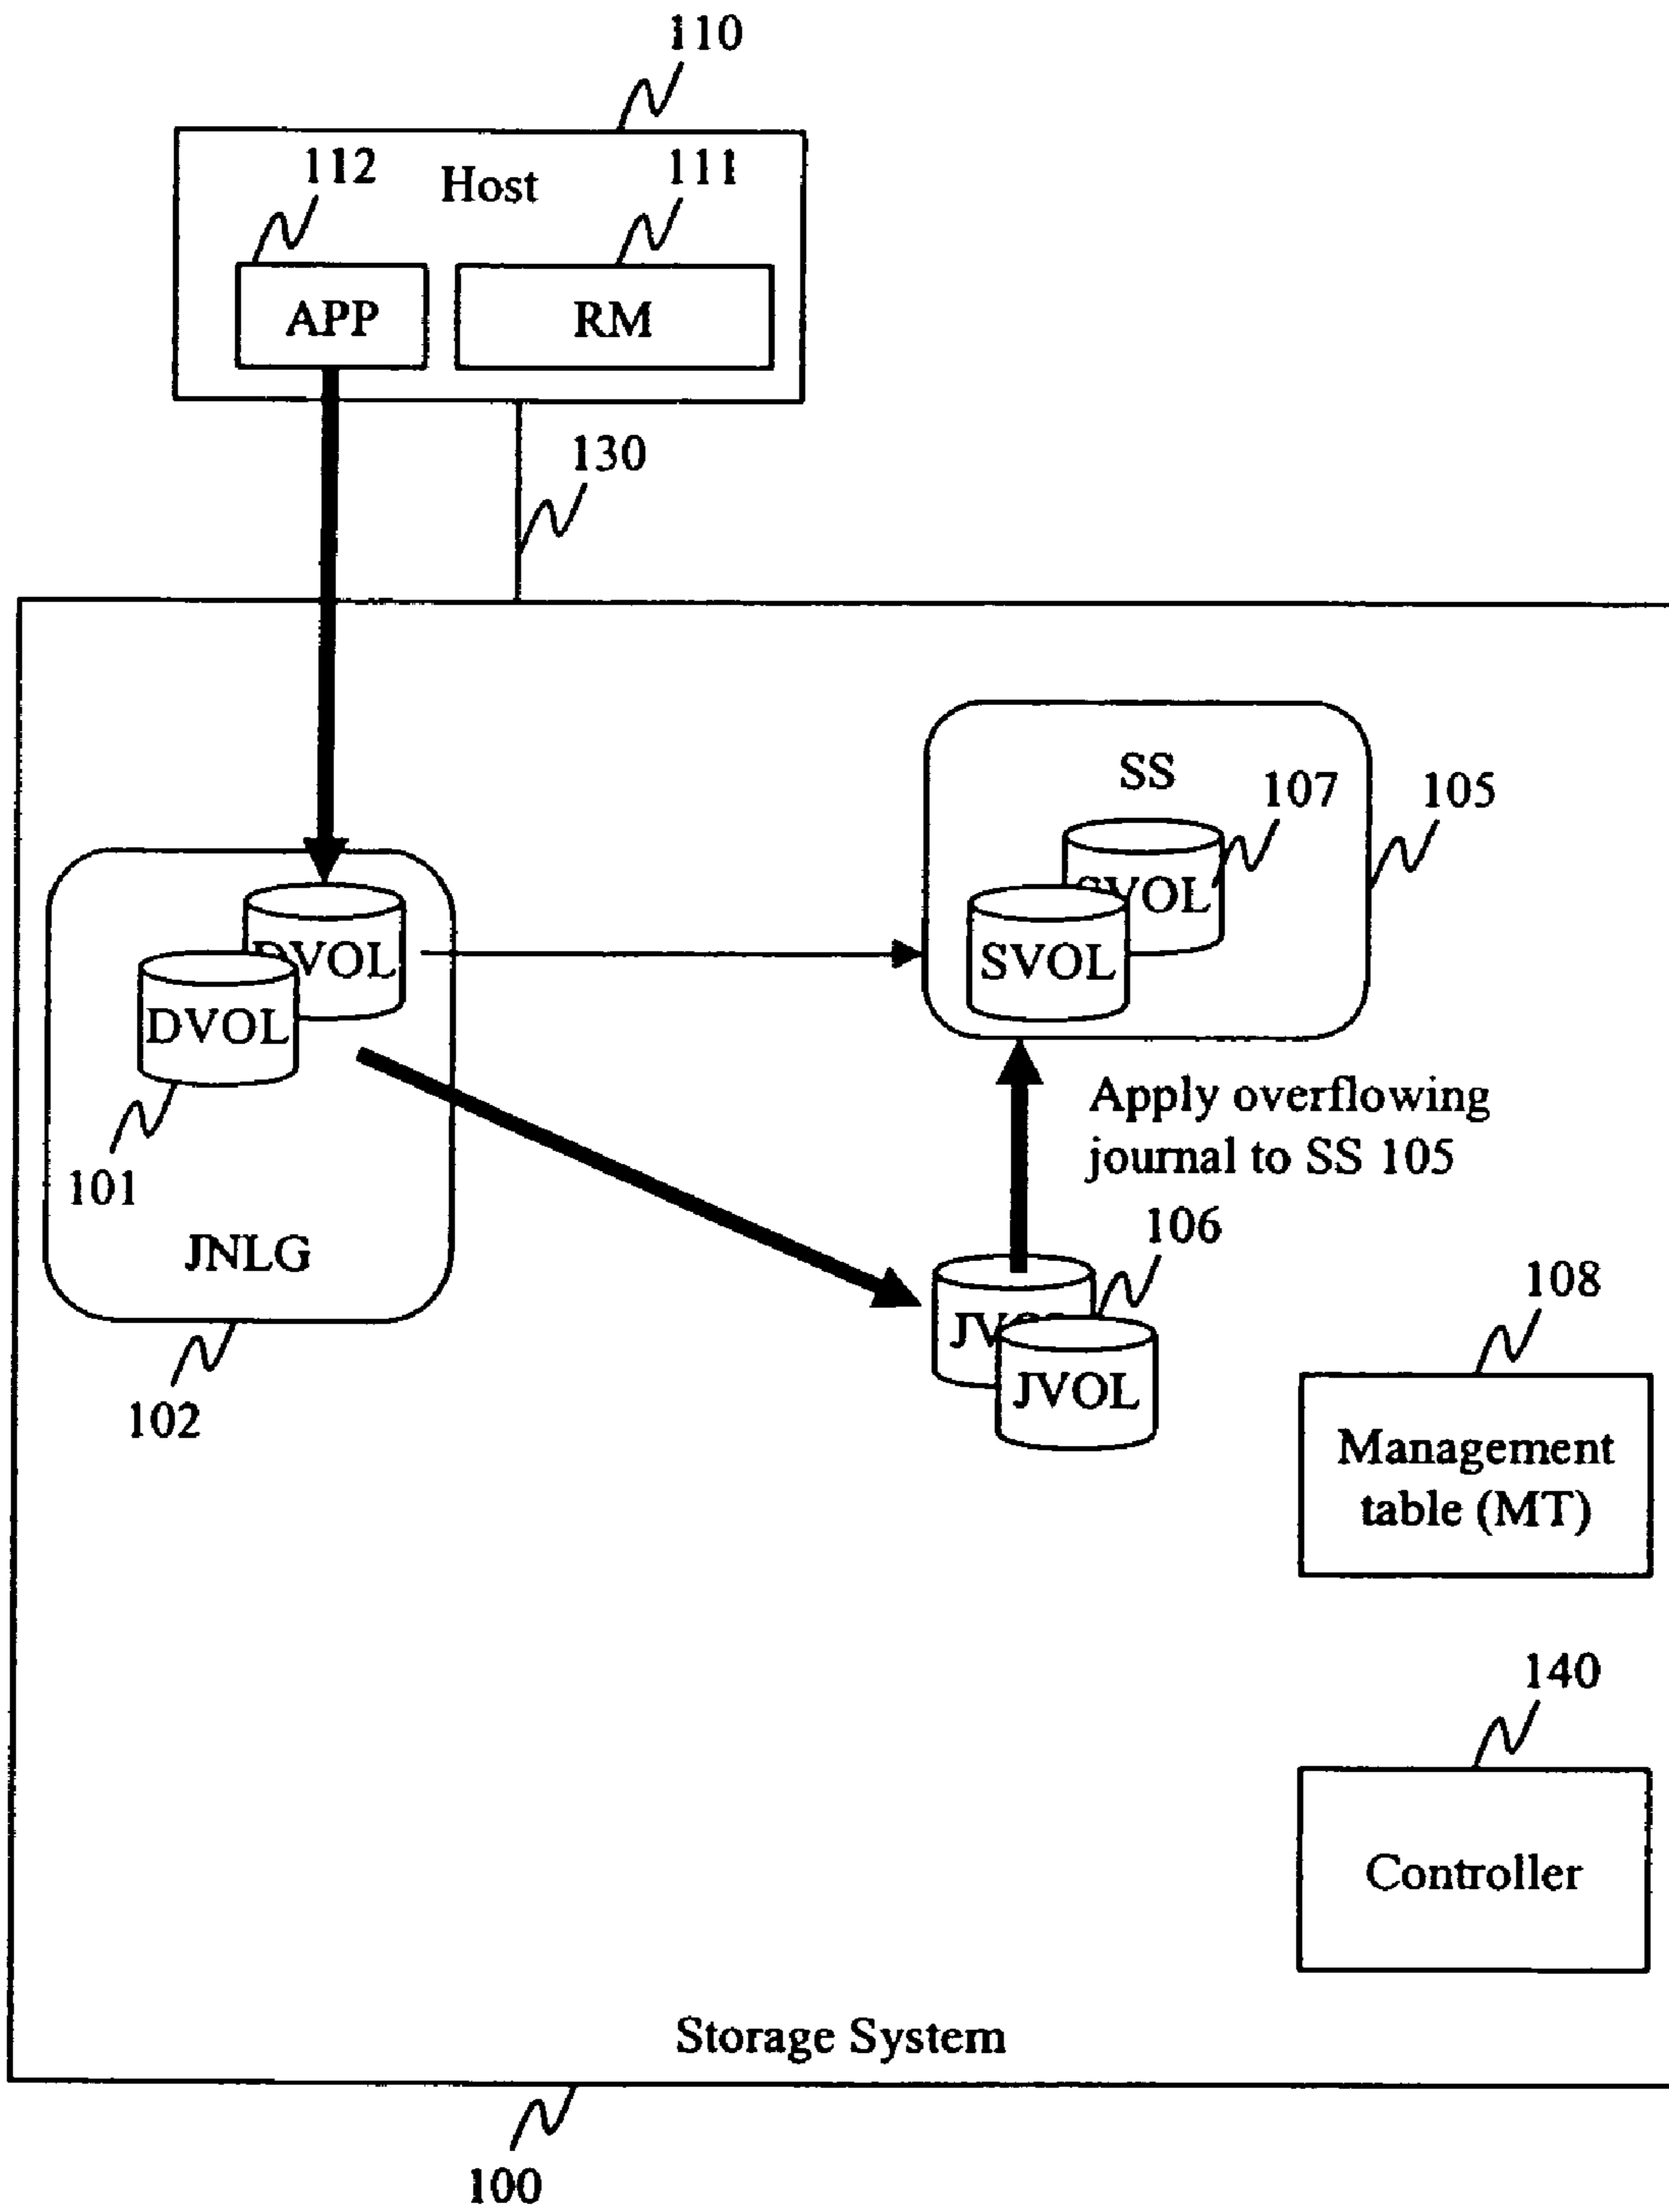 110
112
Host
111
APP
RM
130
SS
107
105
SVOL
DVOL
SVOL
DVOL
Apply overflowing
journal to SS 105
101
106
JNLG
108
JVOL
102
Management
table (MT)
140
Controller
Storage System
100